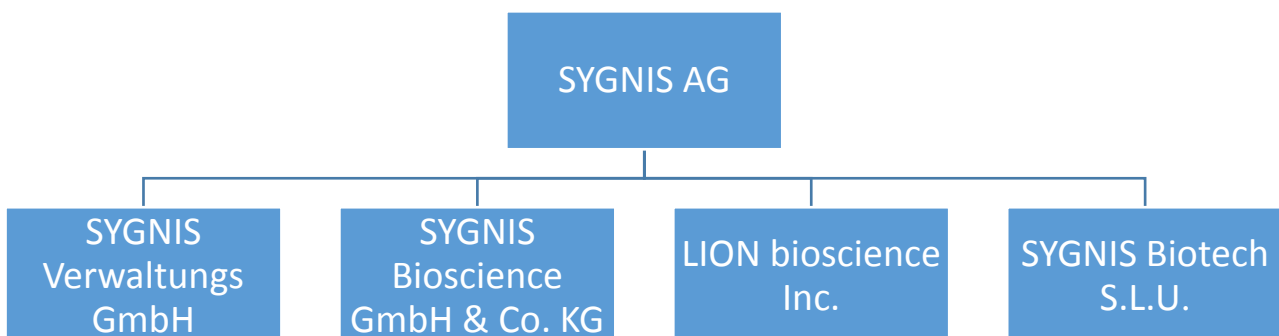 SYGNIS AG
SYGNIS
Verwaltungs
GmbH
SYGNIS
Bioscience
GmbH & Co. KG
LION bioscience
Inc.
SYGNIS Biotech
S.L.U.